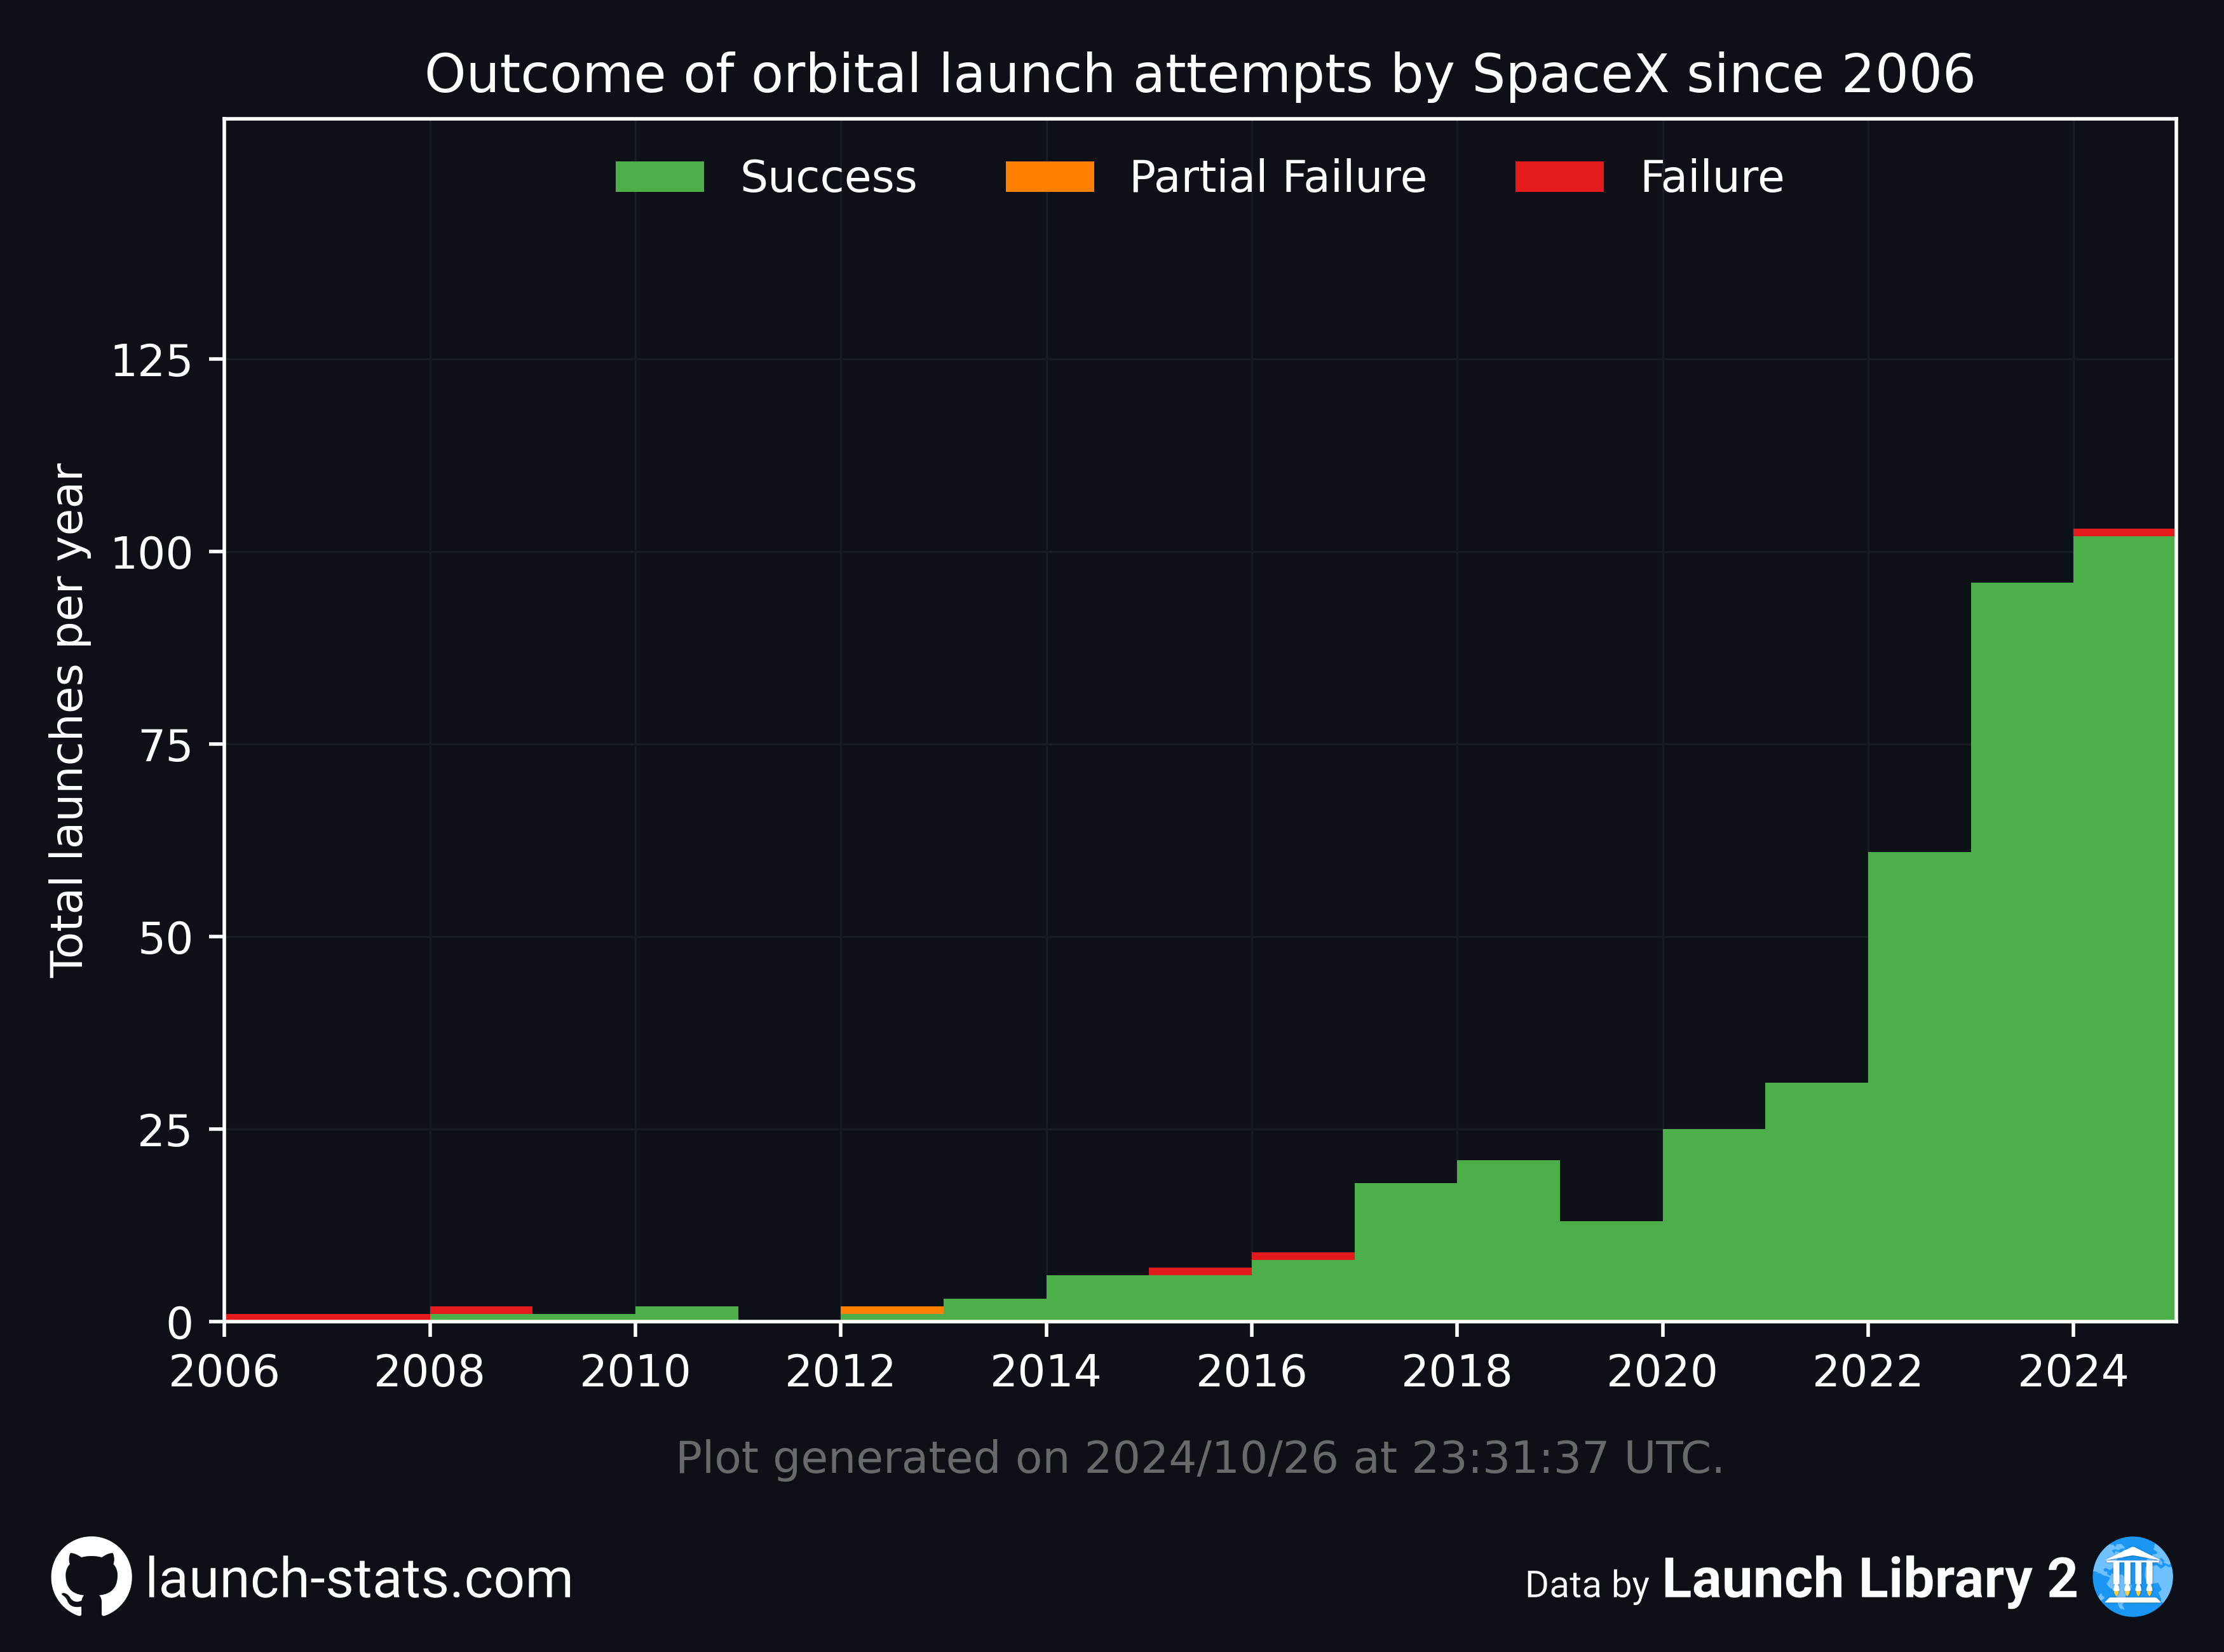 Outcome of orbital launch attempts by SpaceX since 2006
Success Partial Failure Failure
Total launches per year
125
100
75
50
25
0
2006 2008 2010 2012 2014 2016 2018 2020 2022 2024
Plot generated on 2024/10/26 at 23:31:37 UTC.
launch-stats.com
Data by Launch Library 2